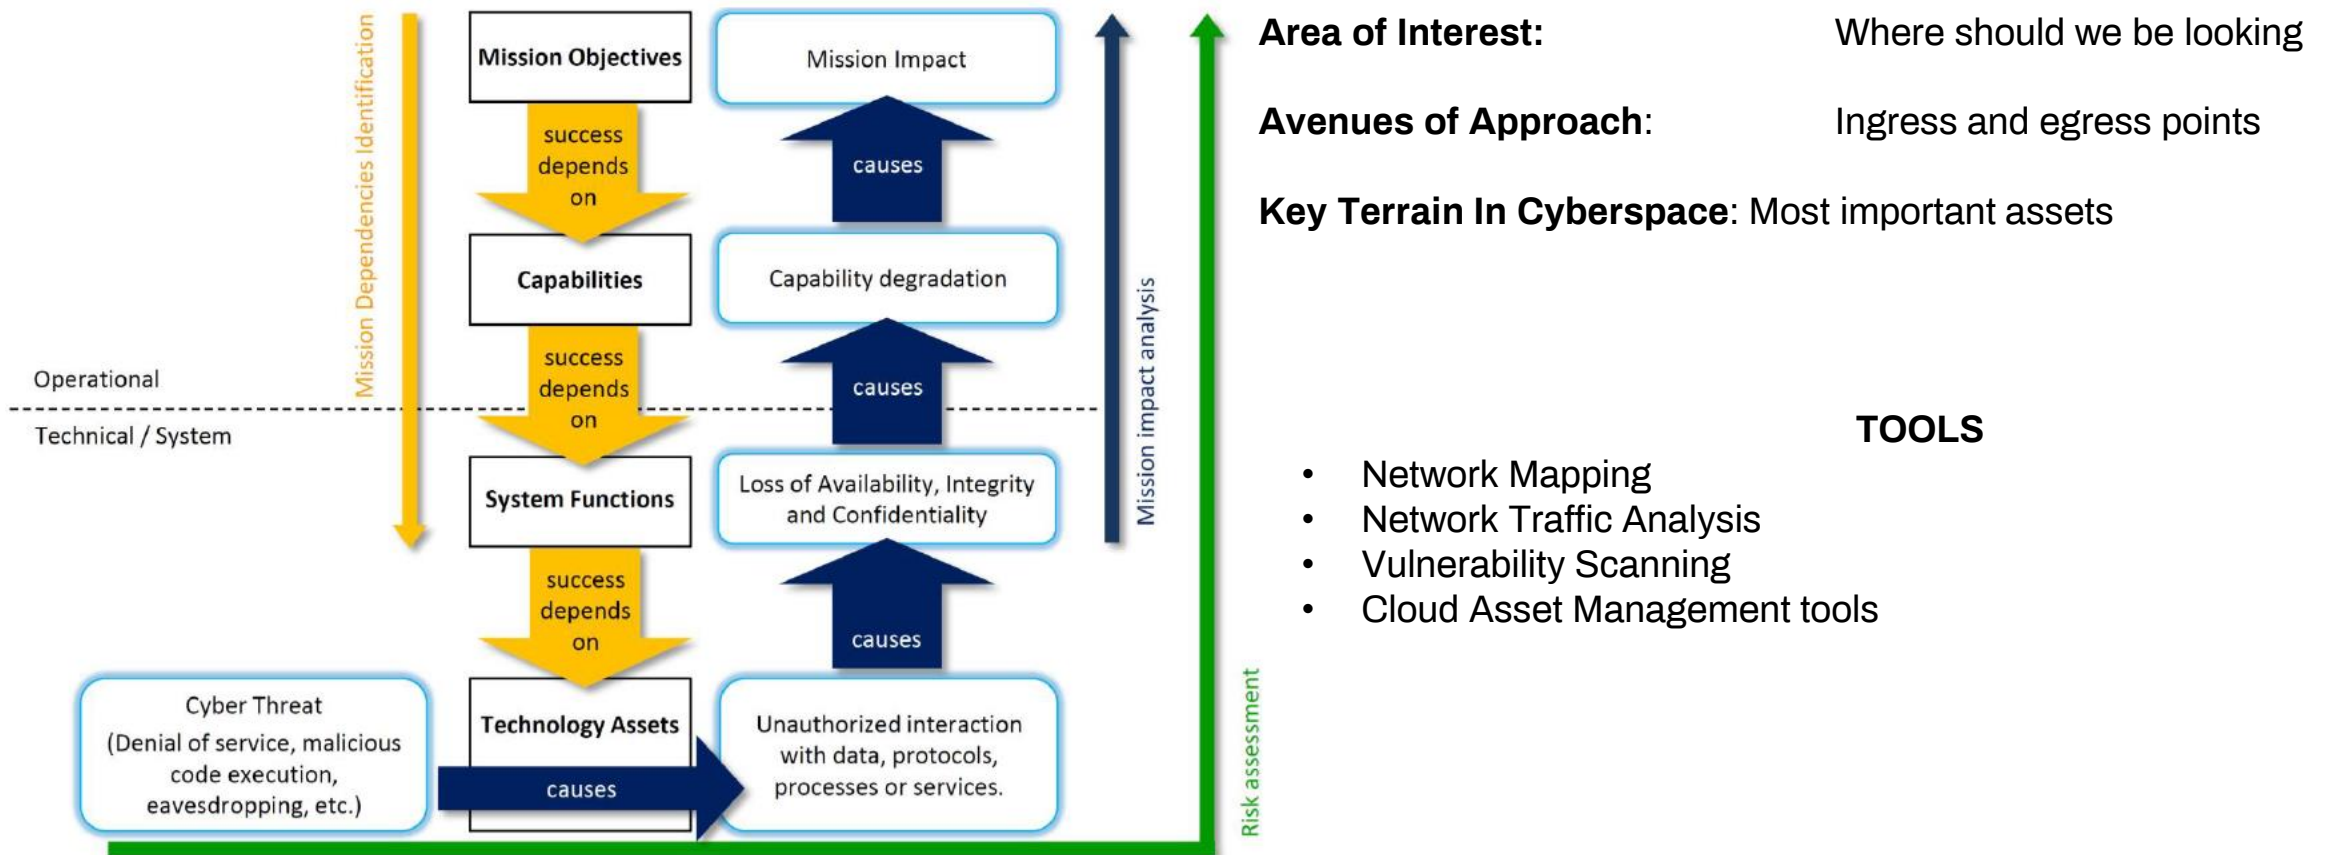 Mission Dependencies Identification
Mission Objectives
success
depends
on
Capabilities
success
depends
on
System Functions
success
depends
on
Technology Assets
Operational
Technical / System
Cyber Threat
(Denial of service, malicious
code execution,
eavesdropping, etc.)
causes
Unauthorized interaction
with data, protocols,
processes or services.
causes
Loss of Availability, Integrity
and Confidentiality
causes
Capability degradation
causes
Mission Impact
Mission impact analysis
Risk assessment
Area of Interest: Where should we be looking
Avenues of Approach: Ingress and egress points
Key Terrain In Cyberspace: Most important assets
TOOLS
• Network Mapping
• Network Traffic Analysis
• Vulnerability Scanning
• Cloud Asset Management tools